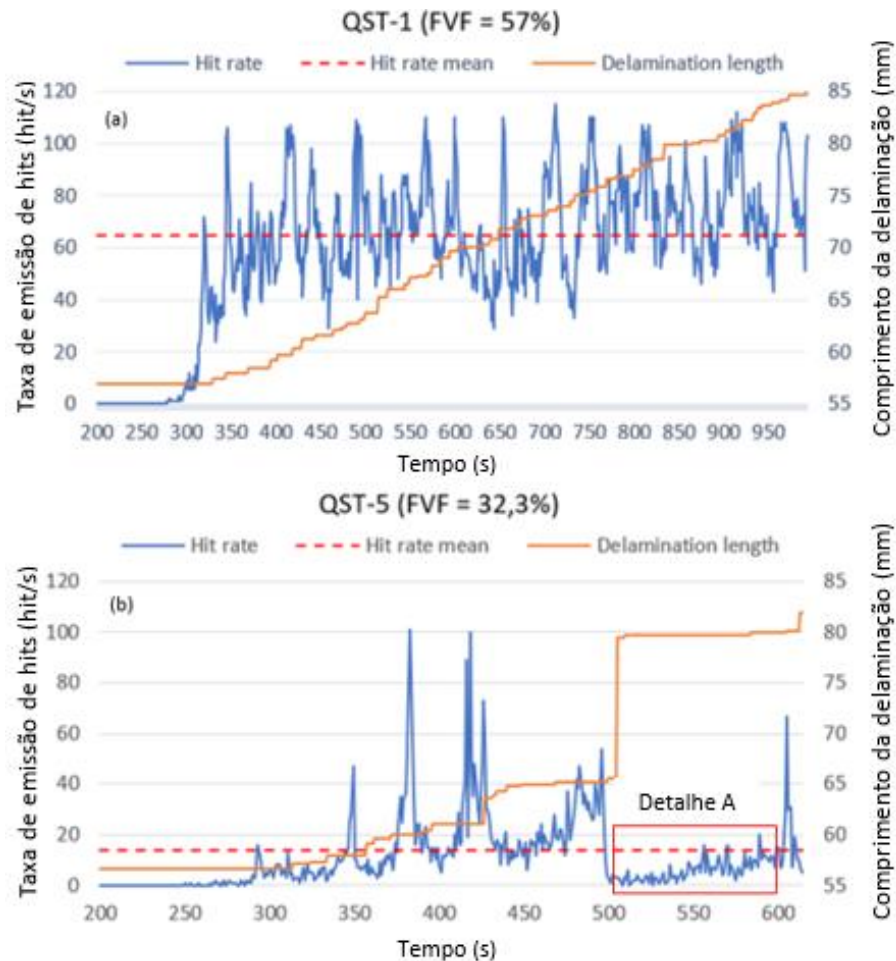 QST-1 (FVF = 57%)
Hit rate Hit rate mean Delamination length
(a)
Taxa de emissão de hits (hit/s)
120
100
80
60
40
20
0
85
80
75
70
65
60
55
Comprimento da delaminação (mm)
200 250 300 350 400 450 500 550 600 650 700 750 800 850 900 950
Tempo (s)
QST-5 (FVF = 32,3%)
Hit rate Hit rate mean Delamination length
(b)
Taxa de emissão de hits (hit/s)
120
100
80
60
40
20
0
Detalhe A
85
80
75
70
65
60
55
Comprimento da delaminação (mm)
200 250 300 350 400 450 500 550 600
Tempo (s)